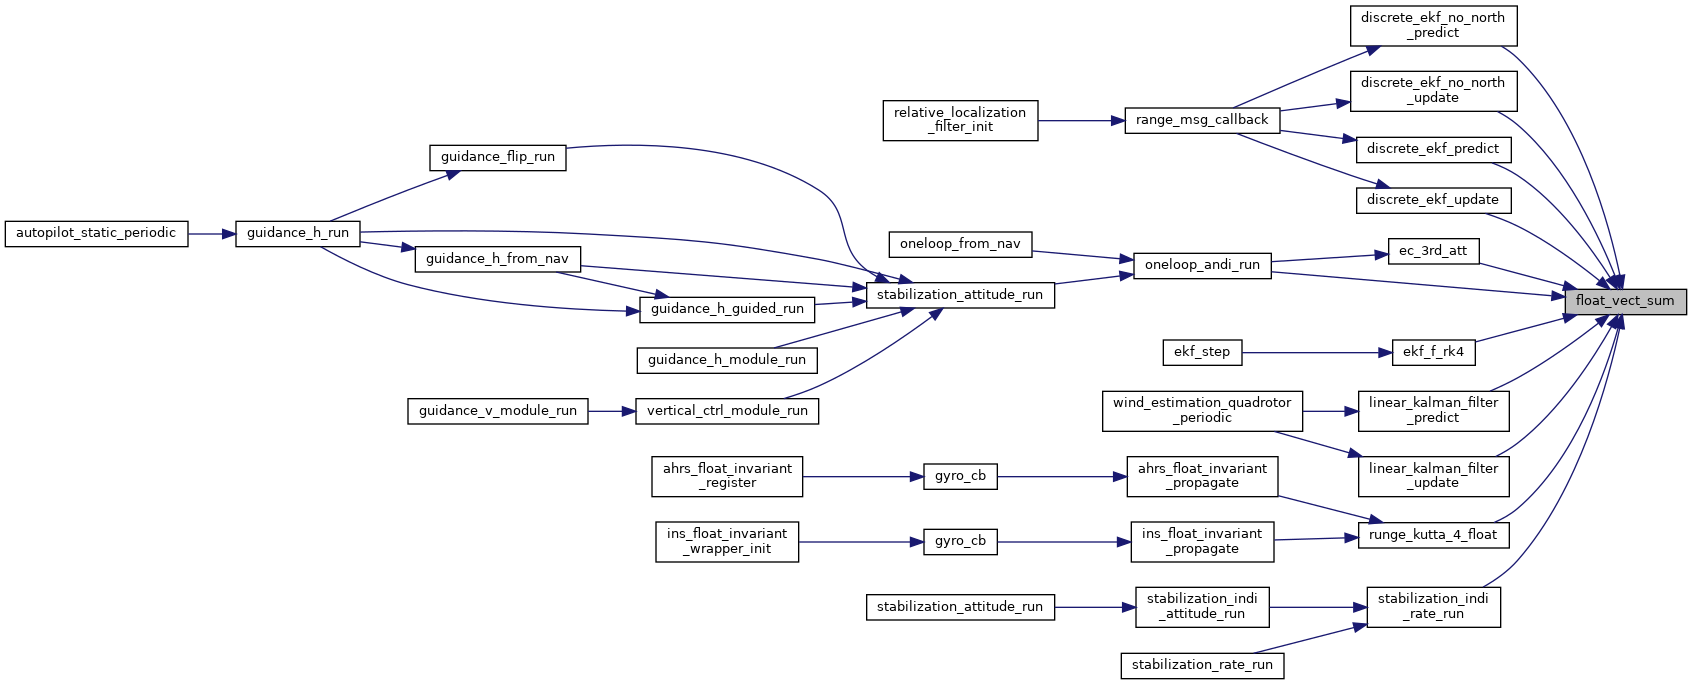 discrete_ekf_no_north
_predict
discrete_ekf_no_north
_update
relative_localization
_filter_init
range_msg_callback
discrete_ekf_predict
guidance_flip_run
discrete_ekf_update
autopilot_static_periodic
guidance_h_run
oneloop_from_nav
ec_3rd_att
guidance_h_from_nav
oneloop_andi_run
stabilization_attitude_run
float_vect_sum
guidance_h_guided_run
guidance_h_module_run
ekf_step
ekf_f_rk4
guidance_v_module_run
vertical_ctrl_module_run
wind_estimation_quadrotor
_periodic
linear_kalman_filter
_predict
ahrs_float_invariant
_register
gyro_cb
ahrs_float_invariant
_propagate
linear_kalman_filter
_update
ins_float_invariant
_wrapper_init
gyro_cb
ins_float_invariant
_propagate
runge_kutta_4_float
stabilization_attitude_run
stabilization_indi
_attitude_run
stabilization_indi
_rate_run
stabilization_rate_run